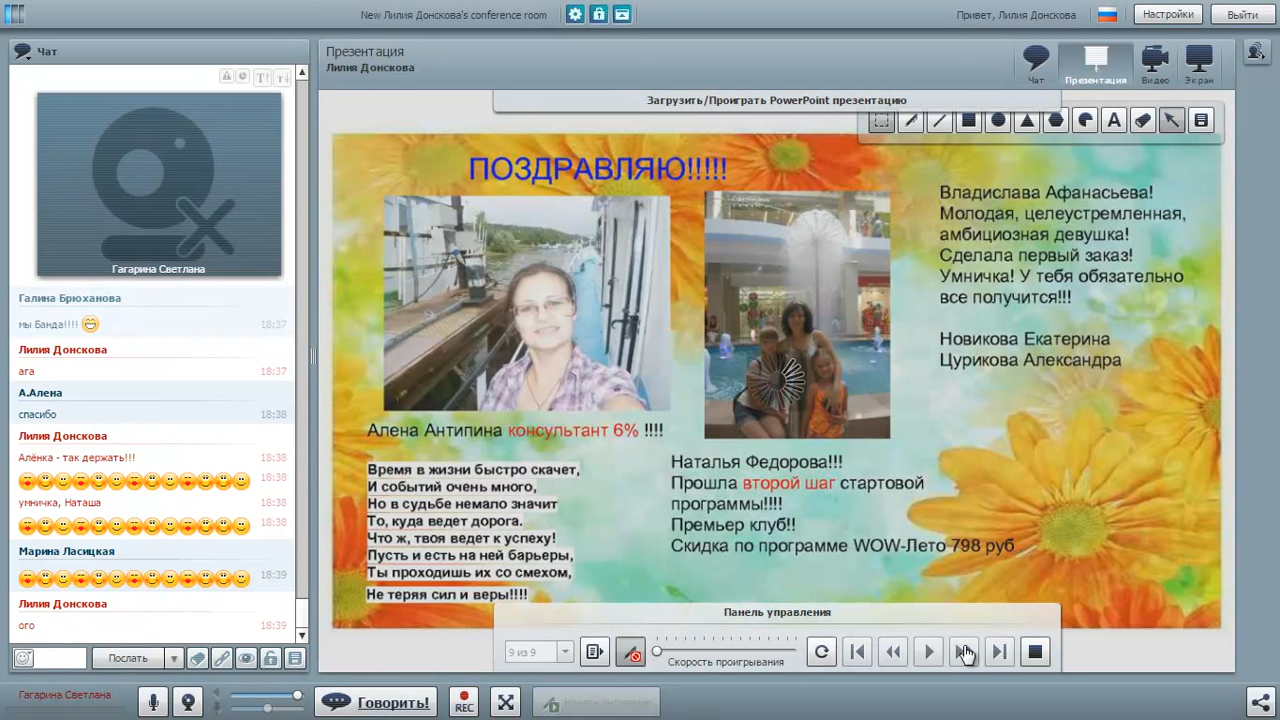 New Лилия Донскова's conference room
Привет, Лилия Донскова
Настройки
Выйти
Чат
Презентация
Лилия Донскова
Чат
Презентация
Видео
Экран
Загрузить/Проиграть PowerPoint презентацию
Гагарина Светлана
Галина Брюханова
мы Банда!!!!
18:37
Лилия Донскова
ага
18:37
А.Алена
спасибо
18:38
Лилия Донскова
Алёнка - так держать!!!
18:38
18:38
умничка, Наташа
18:38
18:38
Марина Ласицкая
18:39
Лилия Донскова
ого
18:39
Послать
Гагарина Светлана
ПОЗДРАВЛЯЮ!!!!!
Алена Антипина консультант 6% !!!!
Время в жизни быстро скачет,
И событий очень много,
Но в судьбе немало значит
То, куда ведет дорога.
Что ж, твоя ведет к успеху!
Пусть и есть на ней барьеры,
Ты проходишь их со смехом,
Не теряя сил и веры!!!!
Наталья Федорова!!!
Прошла второй шаг стартовой
программы!!!!
Премьер клуб!!
Скидка по программе WOW-Лето 798 руб
Владислава Афанасьева!
Молодая, целеустремленная,
амбициозная девушка!
Сделала первый заказ!
Умничка! У тебя обязательно
все получится!!!
Новикова Екатерина
Цурикова Александра
Панель управления
9 из 9
Скорость проигрывания
Говорить!
REC